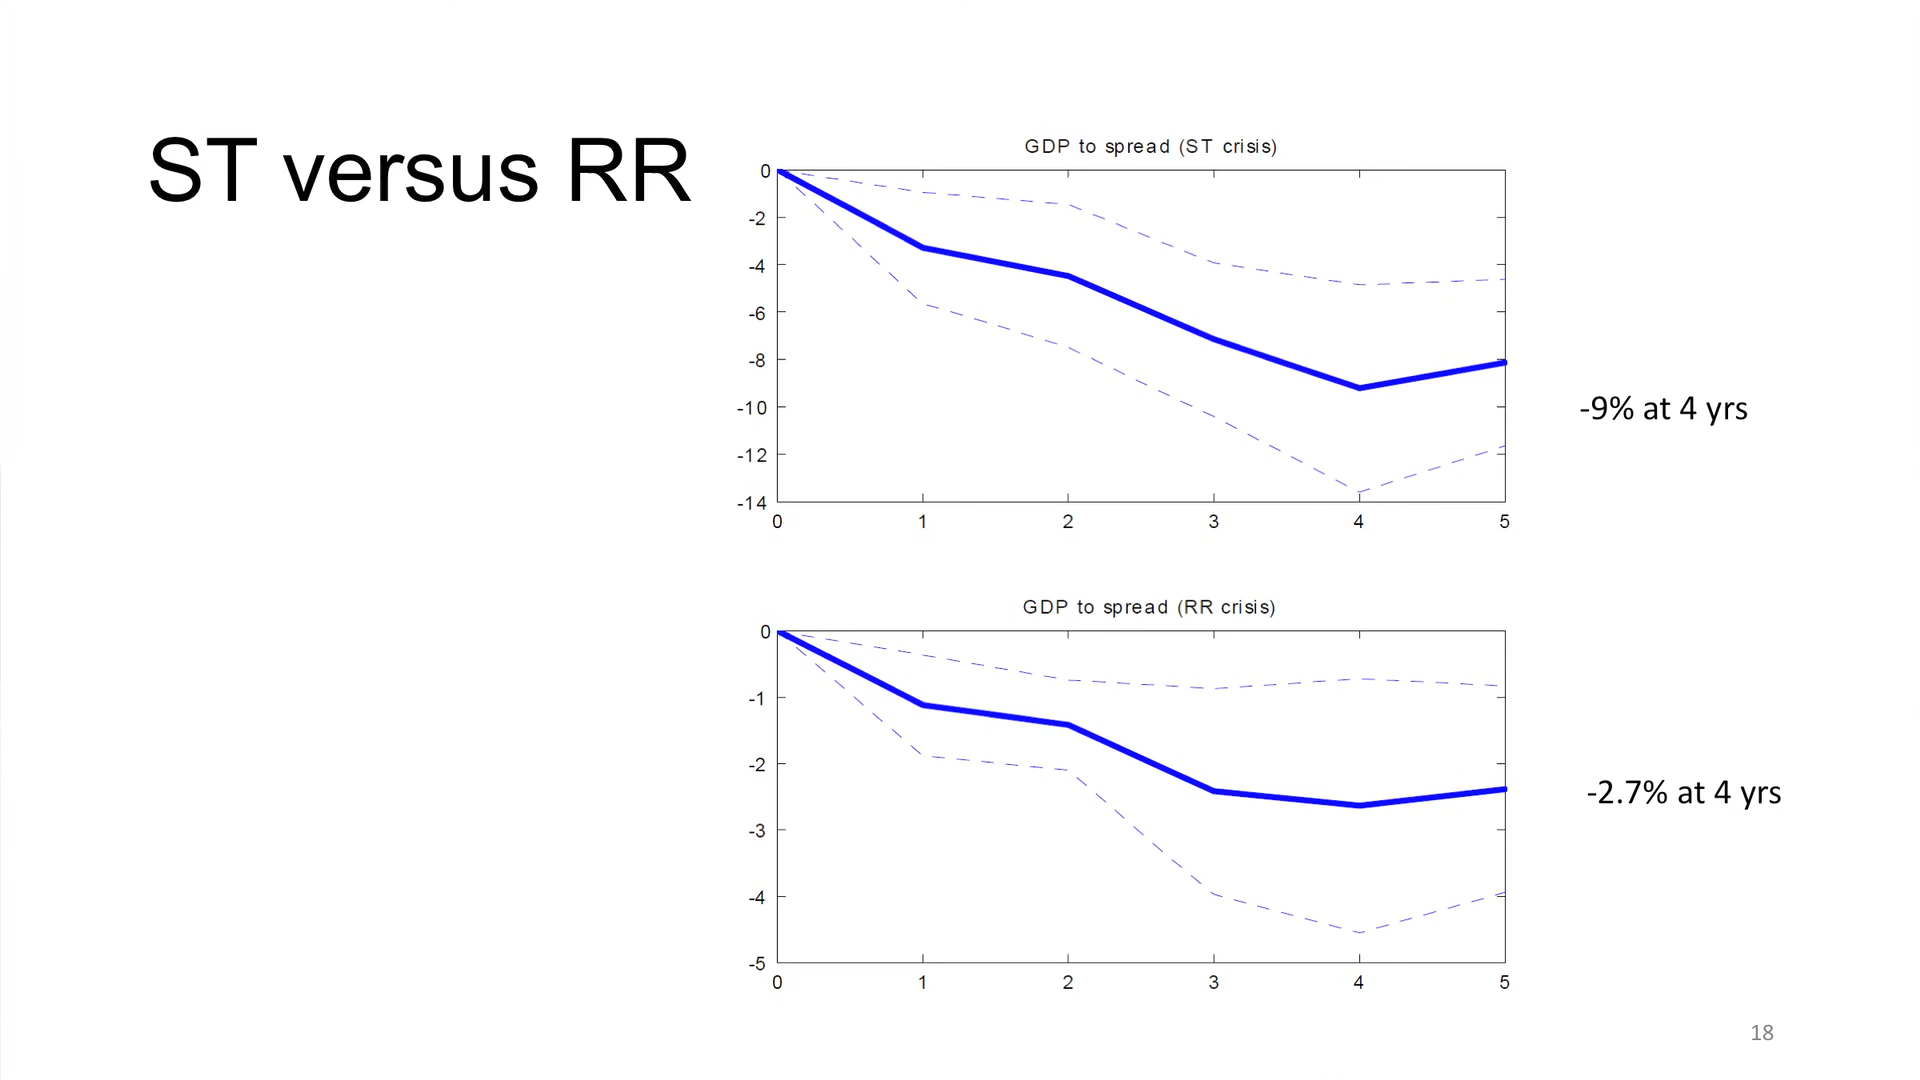 ST versus RR
GDP to spread (ST crisis)
0
-2
-4
-6
-8
-10
-12
-14
0 1 2 3 4 5
-9% at 4 yrs
GDP to spread (RR crisis)
0
-1
-2
-3
-4
-5
0 1 2 3 4 5
-2.7% at 4 yrs
18